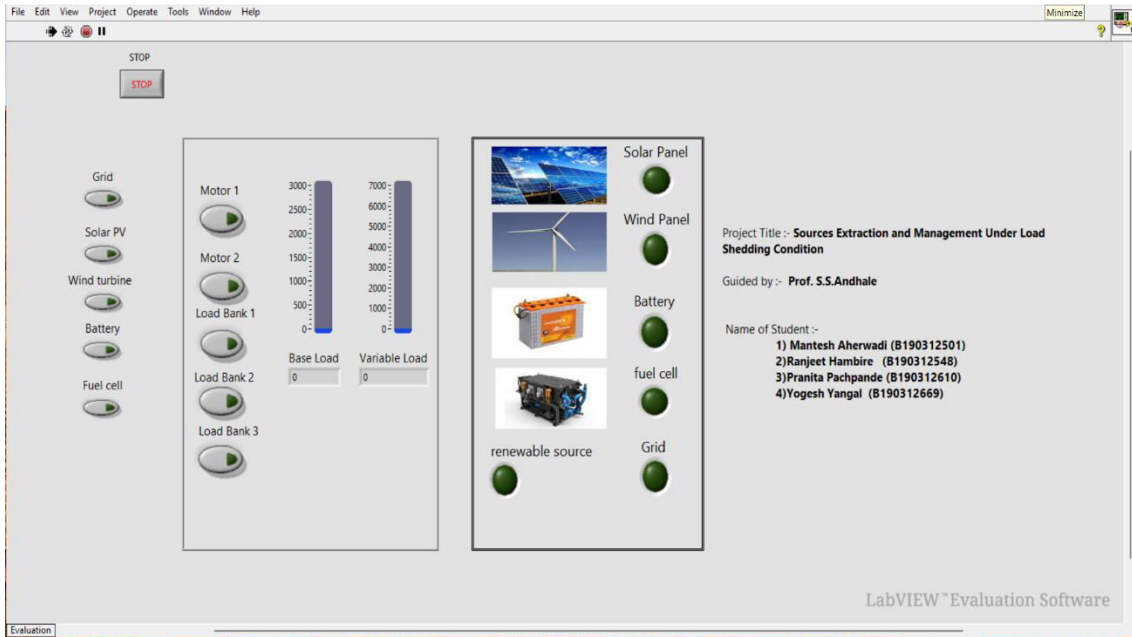 File Edit View Project Operate Tools Window Help
Minimize
?
STOP
STOP
Grid
Solar PV
Wind turbine
Battery
Fuel cell
Motor 1
Motor 2
Load Bank 1
Load Bank 2
Load Bank 3
3000
2500
2000
1500
1000
500
0
Base Load
0
7000
6000
5000
4000
3000
2000
1000
0
Variable Load
0
Solar Panel
Wind Panel
Battery
fuel cell
renewable source
Grid
Project Title :- Sources Extraction and Management Under Load
Shedding Condition
Guided by :- Prof. S.S.Andhale
Name of Student :-
1) Mantesh Aherwadi (B190312501)
2)Ranjeet Hambire (B190312548)
3)Pranita Pachpande (B190312610)
4)Yogesh Yangal (B190312669)
LabVIEW™Evaluation Software
Evaluation